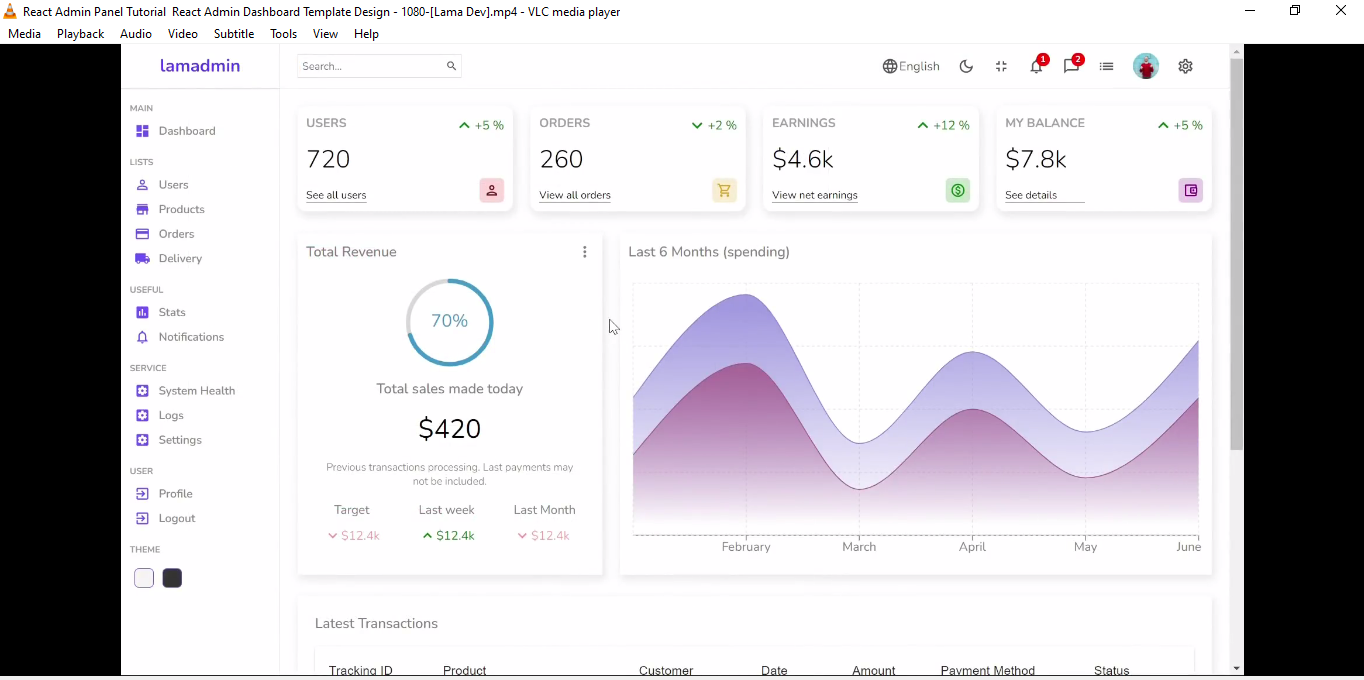 React Admin Panel Tutorial React Admin Dashboard Template Design - 1080-[Lama Dev].mp4 - VLC media player
Media Playback Audio Video Subtitle Tools View Help
lamadmin
Search...
English
1
2
MAIN
Dashboard
LISTS
Users
Products
Orders
Delivery
USEFUL
Stats
Notifications
SERVICE
System Health
Logs
Settings
USER
Profile
Logout
THEME
USERS
+5 %
720
See all users
ORDERS
+2 %
260
View all orders
EARNINGS
+12 %
$4.6k
View net earnings
MY BALANCE
+5 %
$7.8k
See details
Total Revenue
70%
Total sales made today
$420
Previous transactions processing. Last payments may
not be included.
Target Last week Last Month
$12.4k $12.4k $12.4k
Last 6 Months (spending)
February March April May June
Latest Transactions
Tracking ID Product Customer Date Amount Payment Method Status